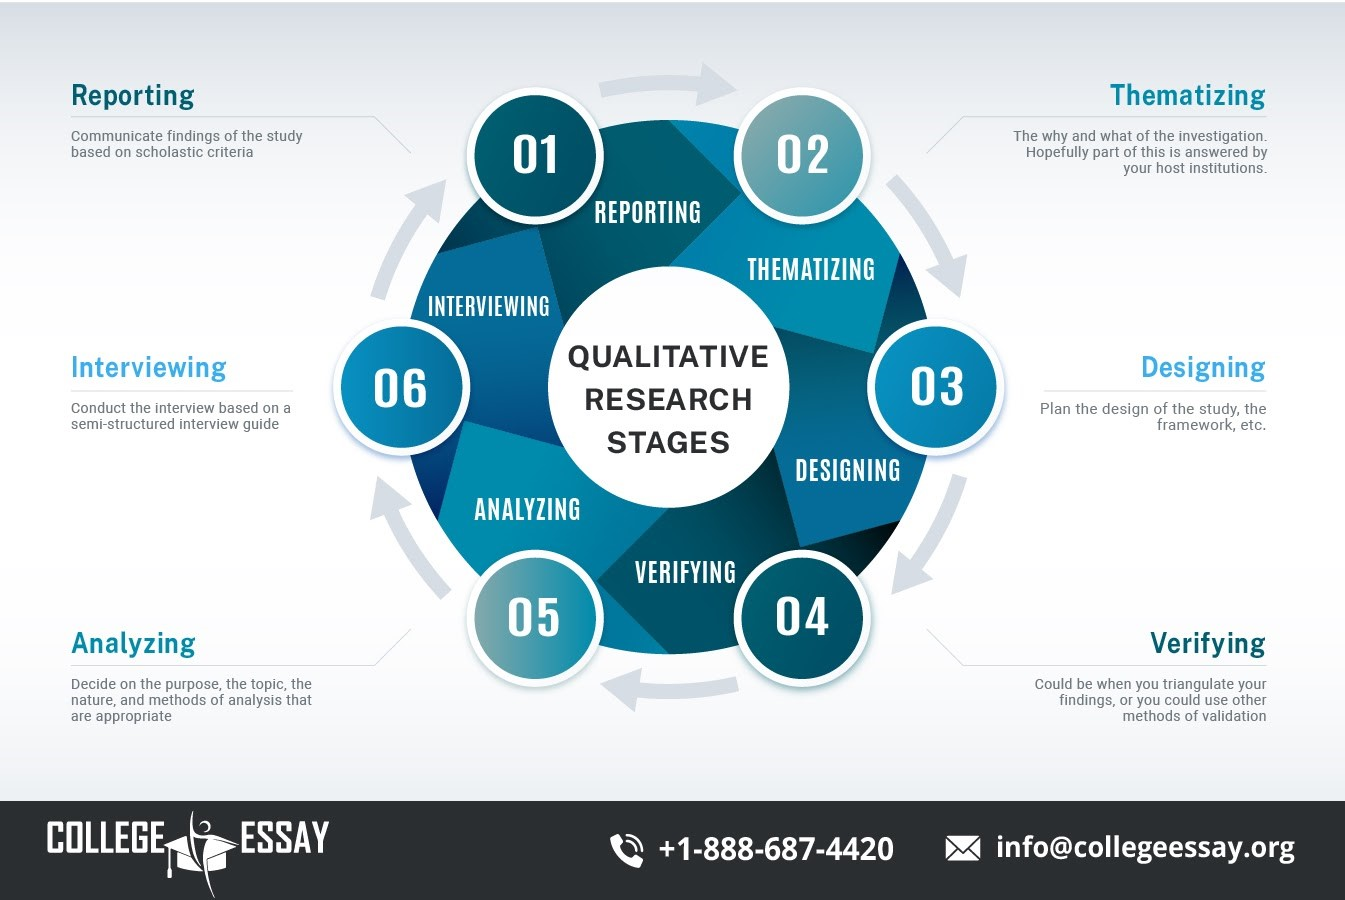 Reporting
Communicate findings of the study
based on scholastic criteria
Thematizing
The why and what of the investigation.
Hopefully part of this is answered by
your host institutions.
01
02
REPORTING
THEMATIZING
INTERVIEWING
QUALITATIVE
RESEARCH
STAGES
Interviewing
Conduct the interview based on a
semi-structured interview guide
06
03
Designing
Plan the design of the study, the
framework, etc.
DESIGNING
ANALYZING
VERIFYING
05
04
Analyzing
Decide on the purpose, the topic, the
nature, and methods of analysis that
are appropriate
Verifying
Could be when you triangulate your
findings, or you could use other
methods of validation
COLLEGE ESSAY
+1-888-687-4420
info@collegeessay.org